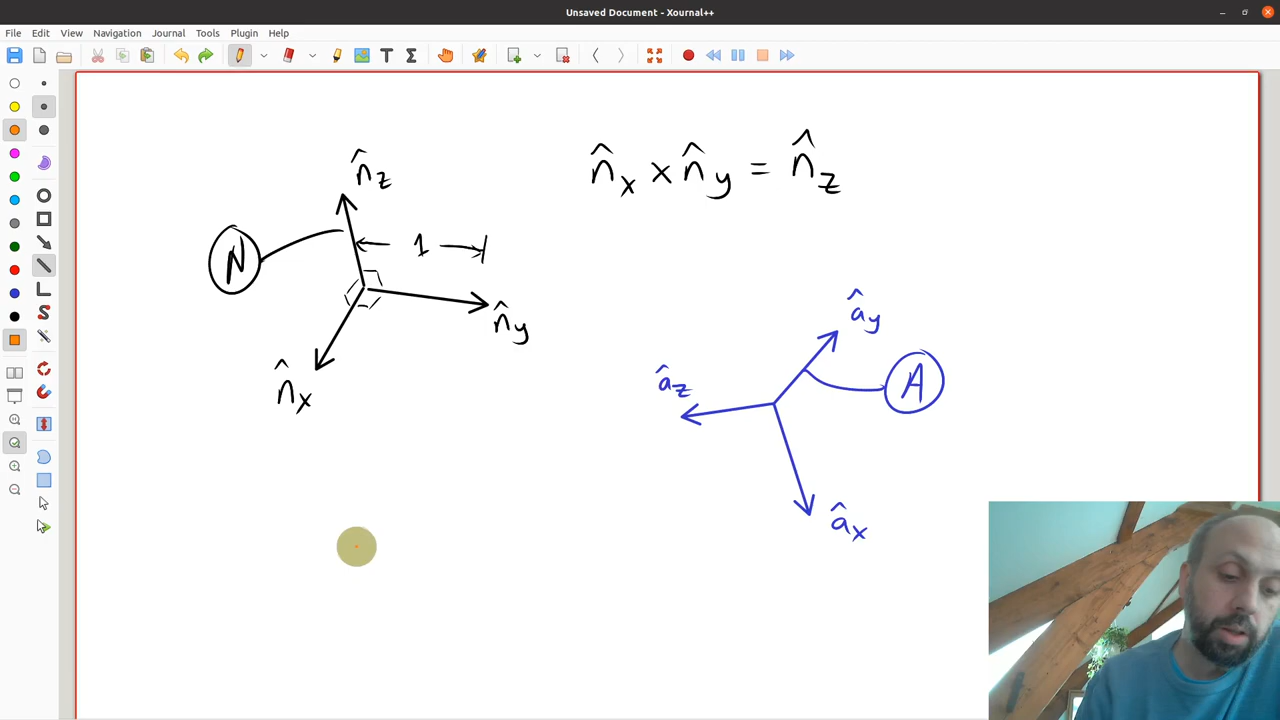 Unsaved Document - Xournal++
File Edit View Navigation Journal Tools Plugin Help
n̂z
n̂x × n̂y = n̂z
N
1
n̂y
n̂x
ây
âz
A
âx